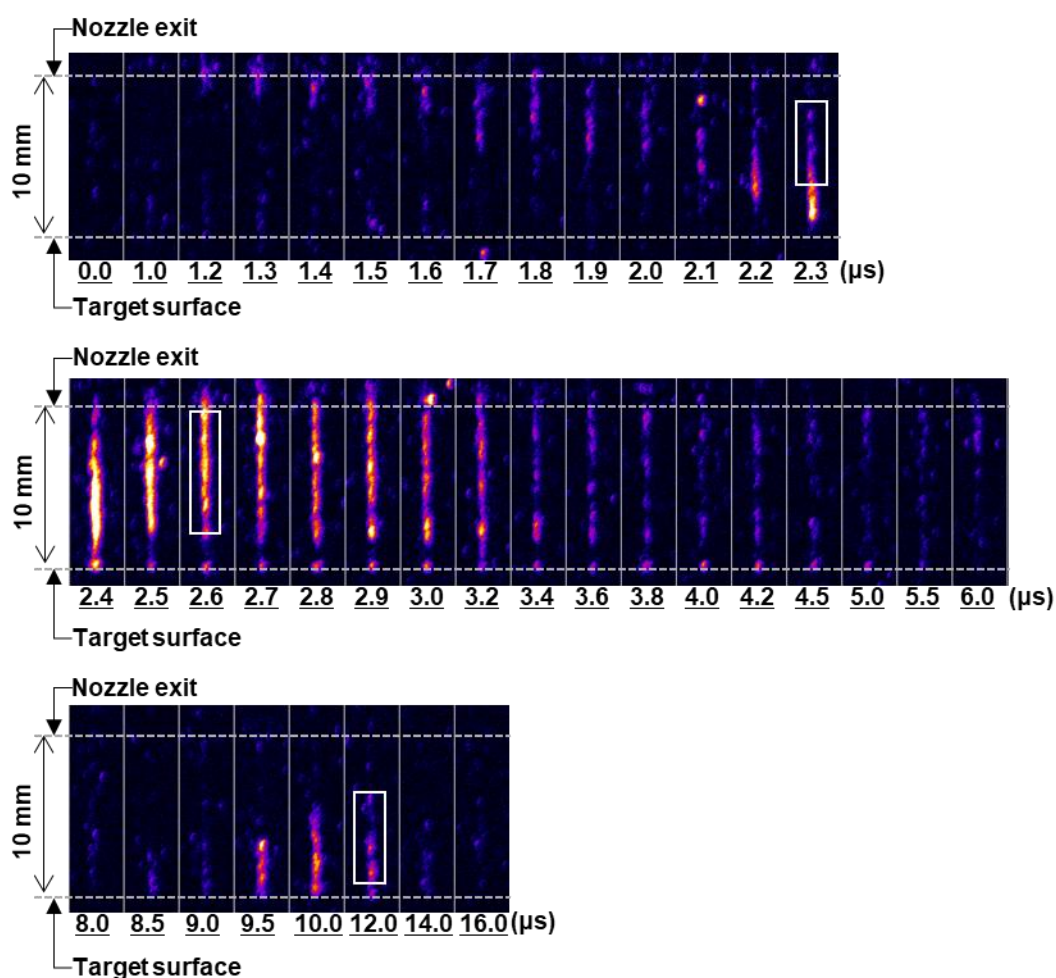 Nozzle exit
10 mm
0.0 1.0 1.2 1.3 1.4 1.5 1.6 1.7 1.8 1.9 2.0 2.1 2.2 2.3 (μs)
Target surface
Nozzle exit
10 mm
2.4 2.5 2.6 2.7 2.8 2.9 3.0 3.2 3.4 3.6 3.8 4.0 4.2 4.5 5.0 5.5 6.0 (μs)
Target surface
Nozzle exit
10 mm
8.0 8.5 9.0 9.5 10.0 12.0 14.0 16.0 (μs)
Target surface